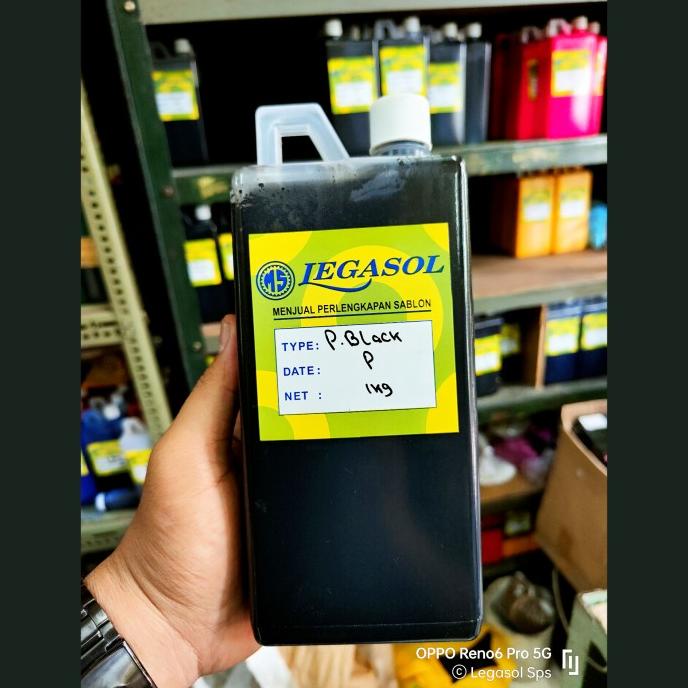 MS LEGASOL
MENJUAL PERLENGKAPAN SABLON
TYPE: P.BLack
DATE: P
NET : 1kg
OPPO Reno6 Pro 5G
© Legasol Sps